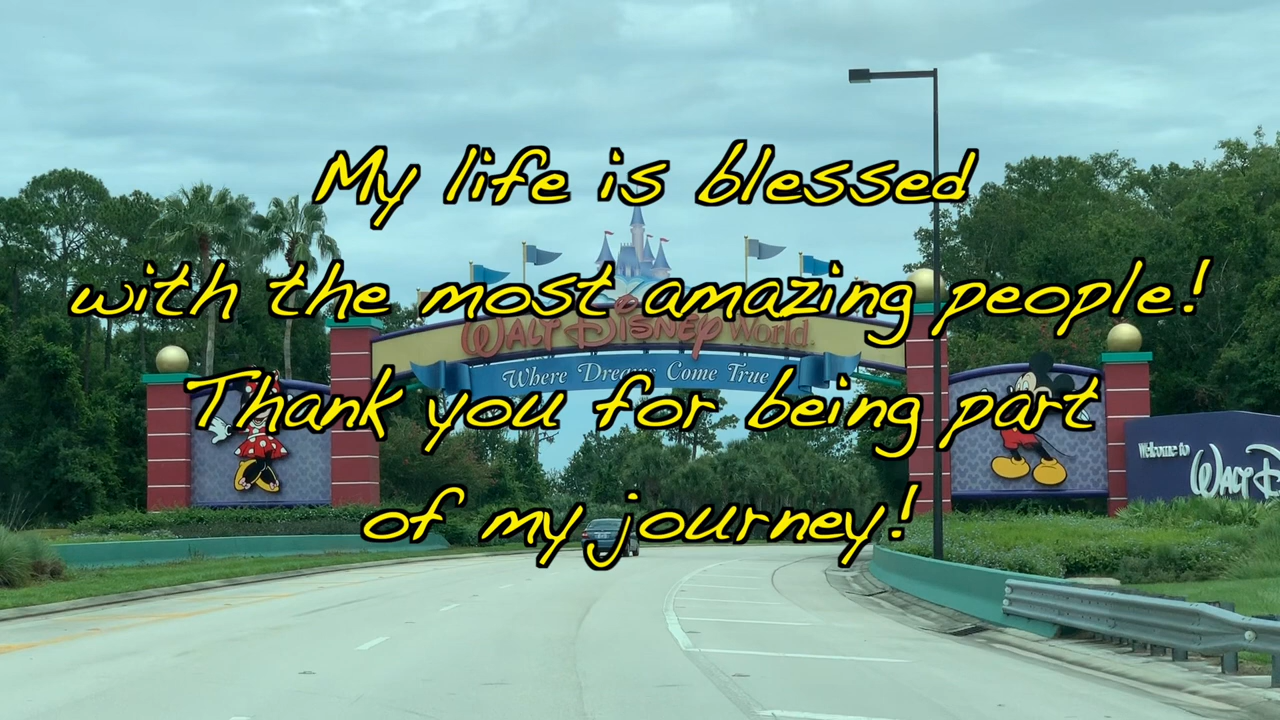 My life is blessed
with the most amazing people!
WALT DISNEY World.
Where Dreams Come True
Thank you for being part
Welcome to
WALT D
of my journey!